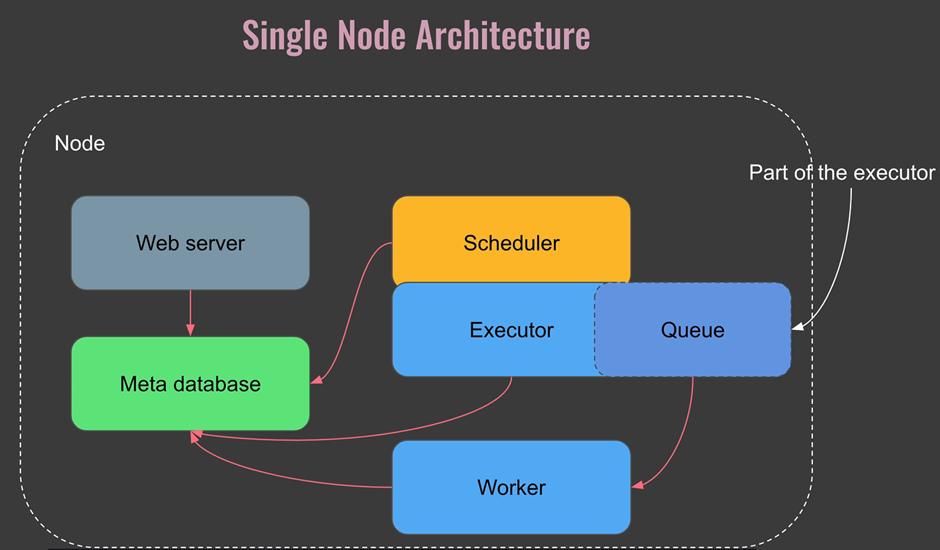 Single Node Architecture
Node
Part of the executor
Web server
Scheduler
Executor
Queue
Meta database
Worker